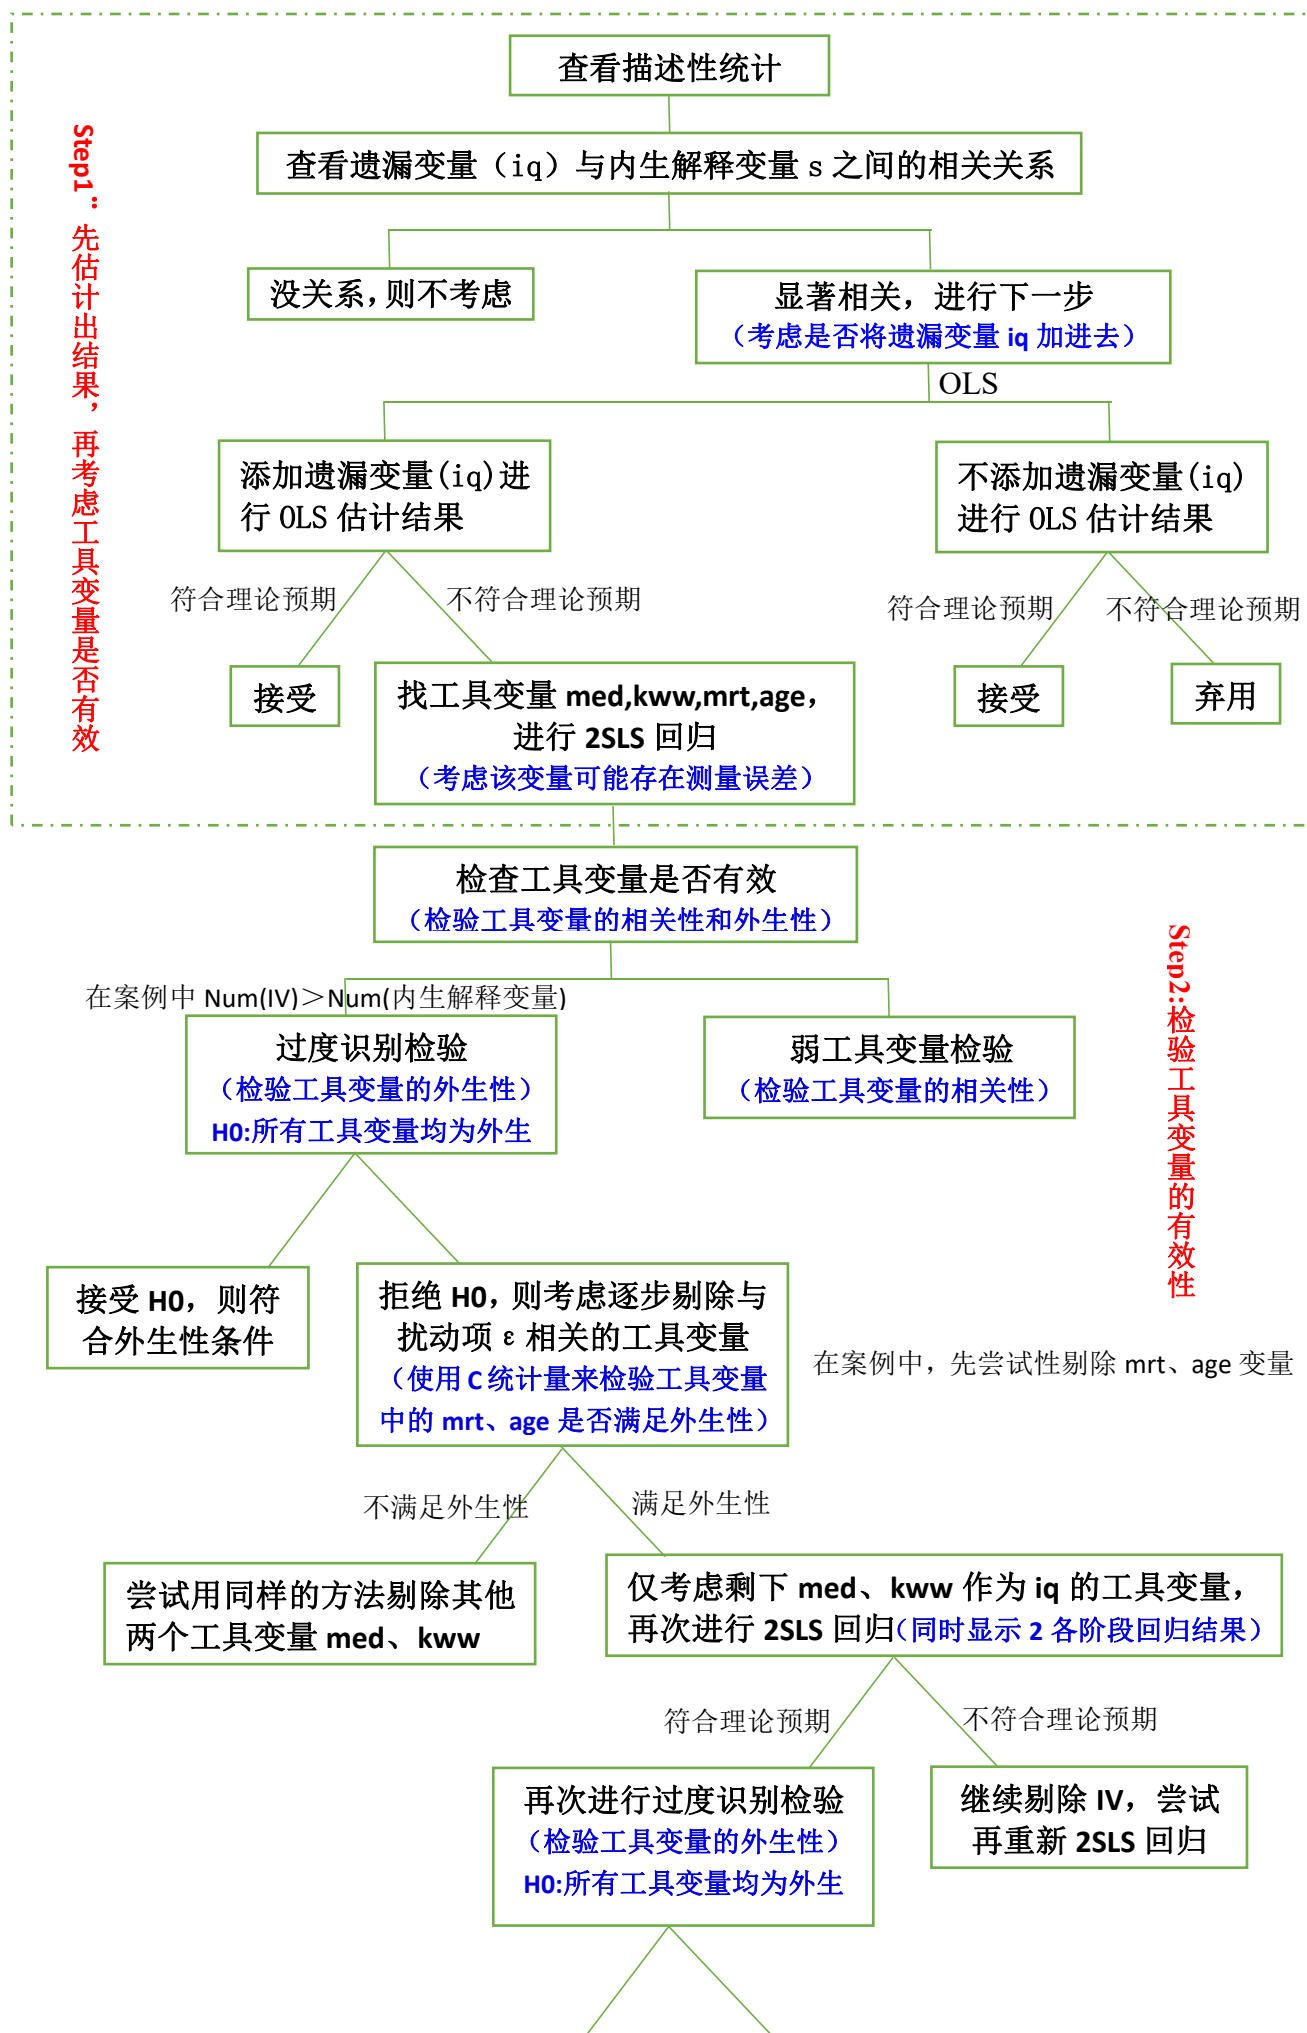 查看描述性统计
查看遗漏变量（iq）与内生解释变量 s 之间的相关关系
Step1“先估计出结果，再考虑工具变量是否有效
没关系，则不考虑
显著相关，进行下一步
（考虑是否将遗漏变量 iq 加进去）
OLS
添加遗漏变量(iq)进
行 OLS 估计结果
不添加遗漏变量(iq)
进行 OLS 估计结果
符合理论预期
不符合理论预期
符合理论预期
不符合理论预期
接受
找工具变量 med,kww,mrt,age，
进行 2SLS 回归
（考虑该变量可能存在测量误差）
接受
弃用
检查工具变量是否有效
（检验工具变量的相关性和外生性）
Step2:检验工具变量的有效性
在案例中 Num(IV)＞Num(内生解释变量)
过度识别检验
（检验工具变量的外生性）
H0:所有工具变量均为外生
弱工具变量检验
（检验工具变量的相关性）
接受 H0，则符
合外生性条件
拒绝 H0，则考虑逐步剔除与
扰动项 ε 相关的工具变量
（使用 C 统计量来检验工具变量
中的 mrt、age 是否满足外生性）
在案例中，先尝试性剔除 mrt、age 变量
不满足外生性
满足外生性
尝试用同样的方法剔除其他
两个工具变量 med、kww
仅考虑剩下 med、kww 作为 iq 的工具变量，
再次进行 2SLS 回归（同时显示 2 各阶段回归结果）
符合理论预期
不符合理论预期
再次进行过度识别检验
（检验工具变量的外生性）
H0:所有工具变量均为外生
继续剔除 IV，尝试
再重新 2SLS 回归